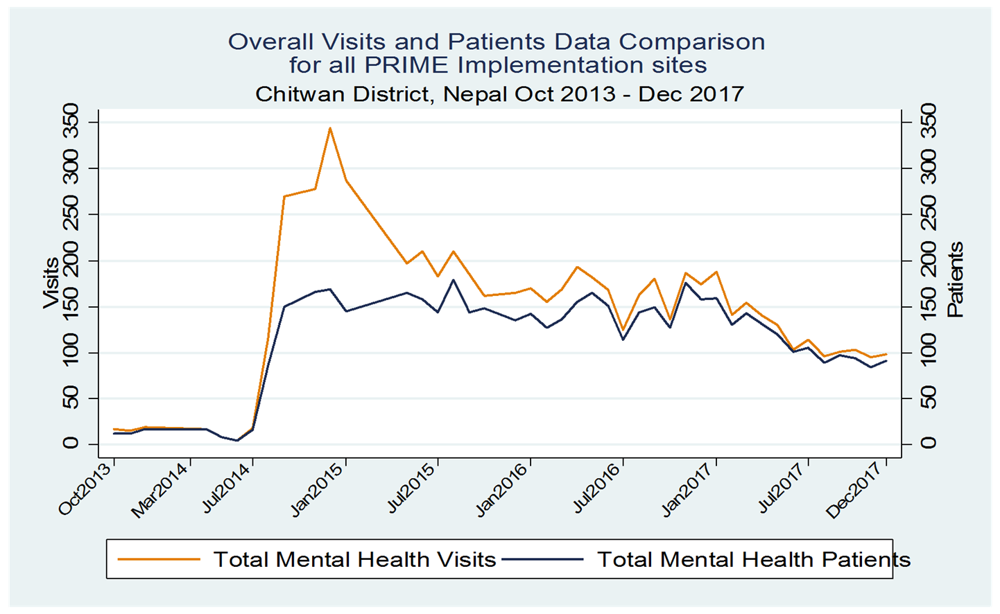 Overall Visits and Patients Data Comparison
for all PRIME Implementation sites
Chitwan District, Nepal Oct 2013 - Dec 2017
Visits
350
300
250
200
150
100
50
0
350
300
250
200
150
100
50
0
Patients
Oct2013 Mar2014 Jul2014 Jan2015 Jul2015 Jan2016 Jul2016 Jan2017 Jul2017 Dec2017
Total Mental Health Visits Total Mental Health Patients